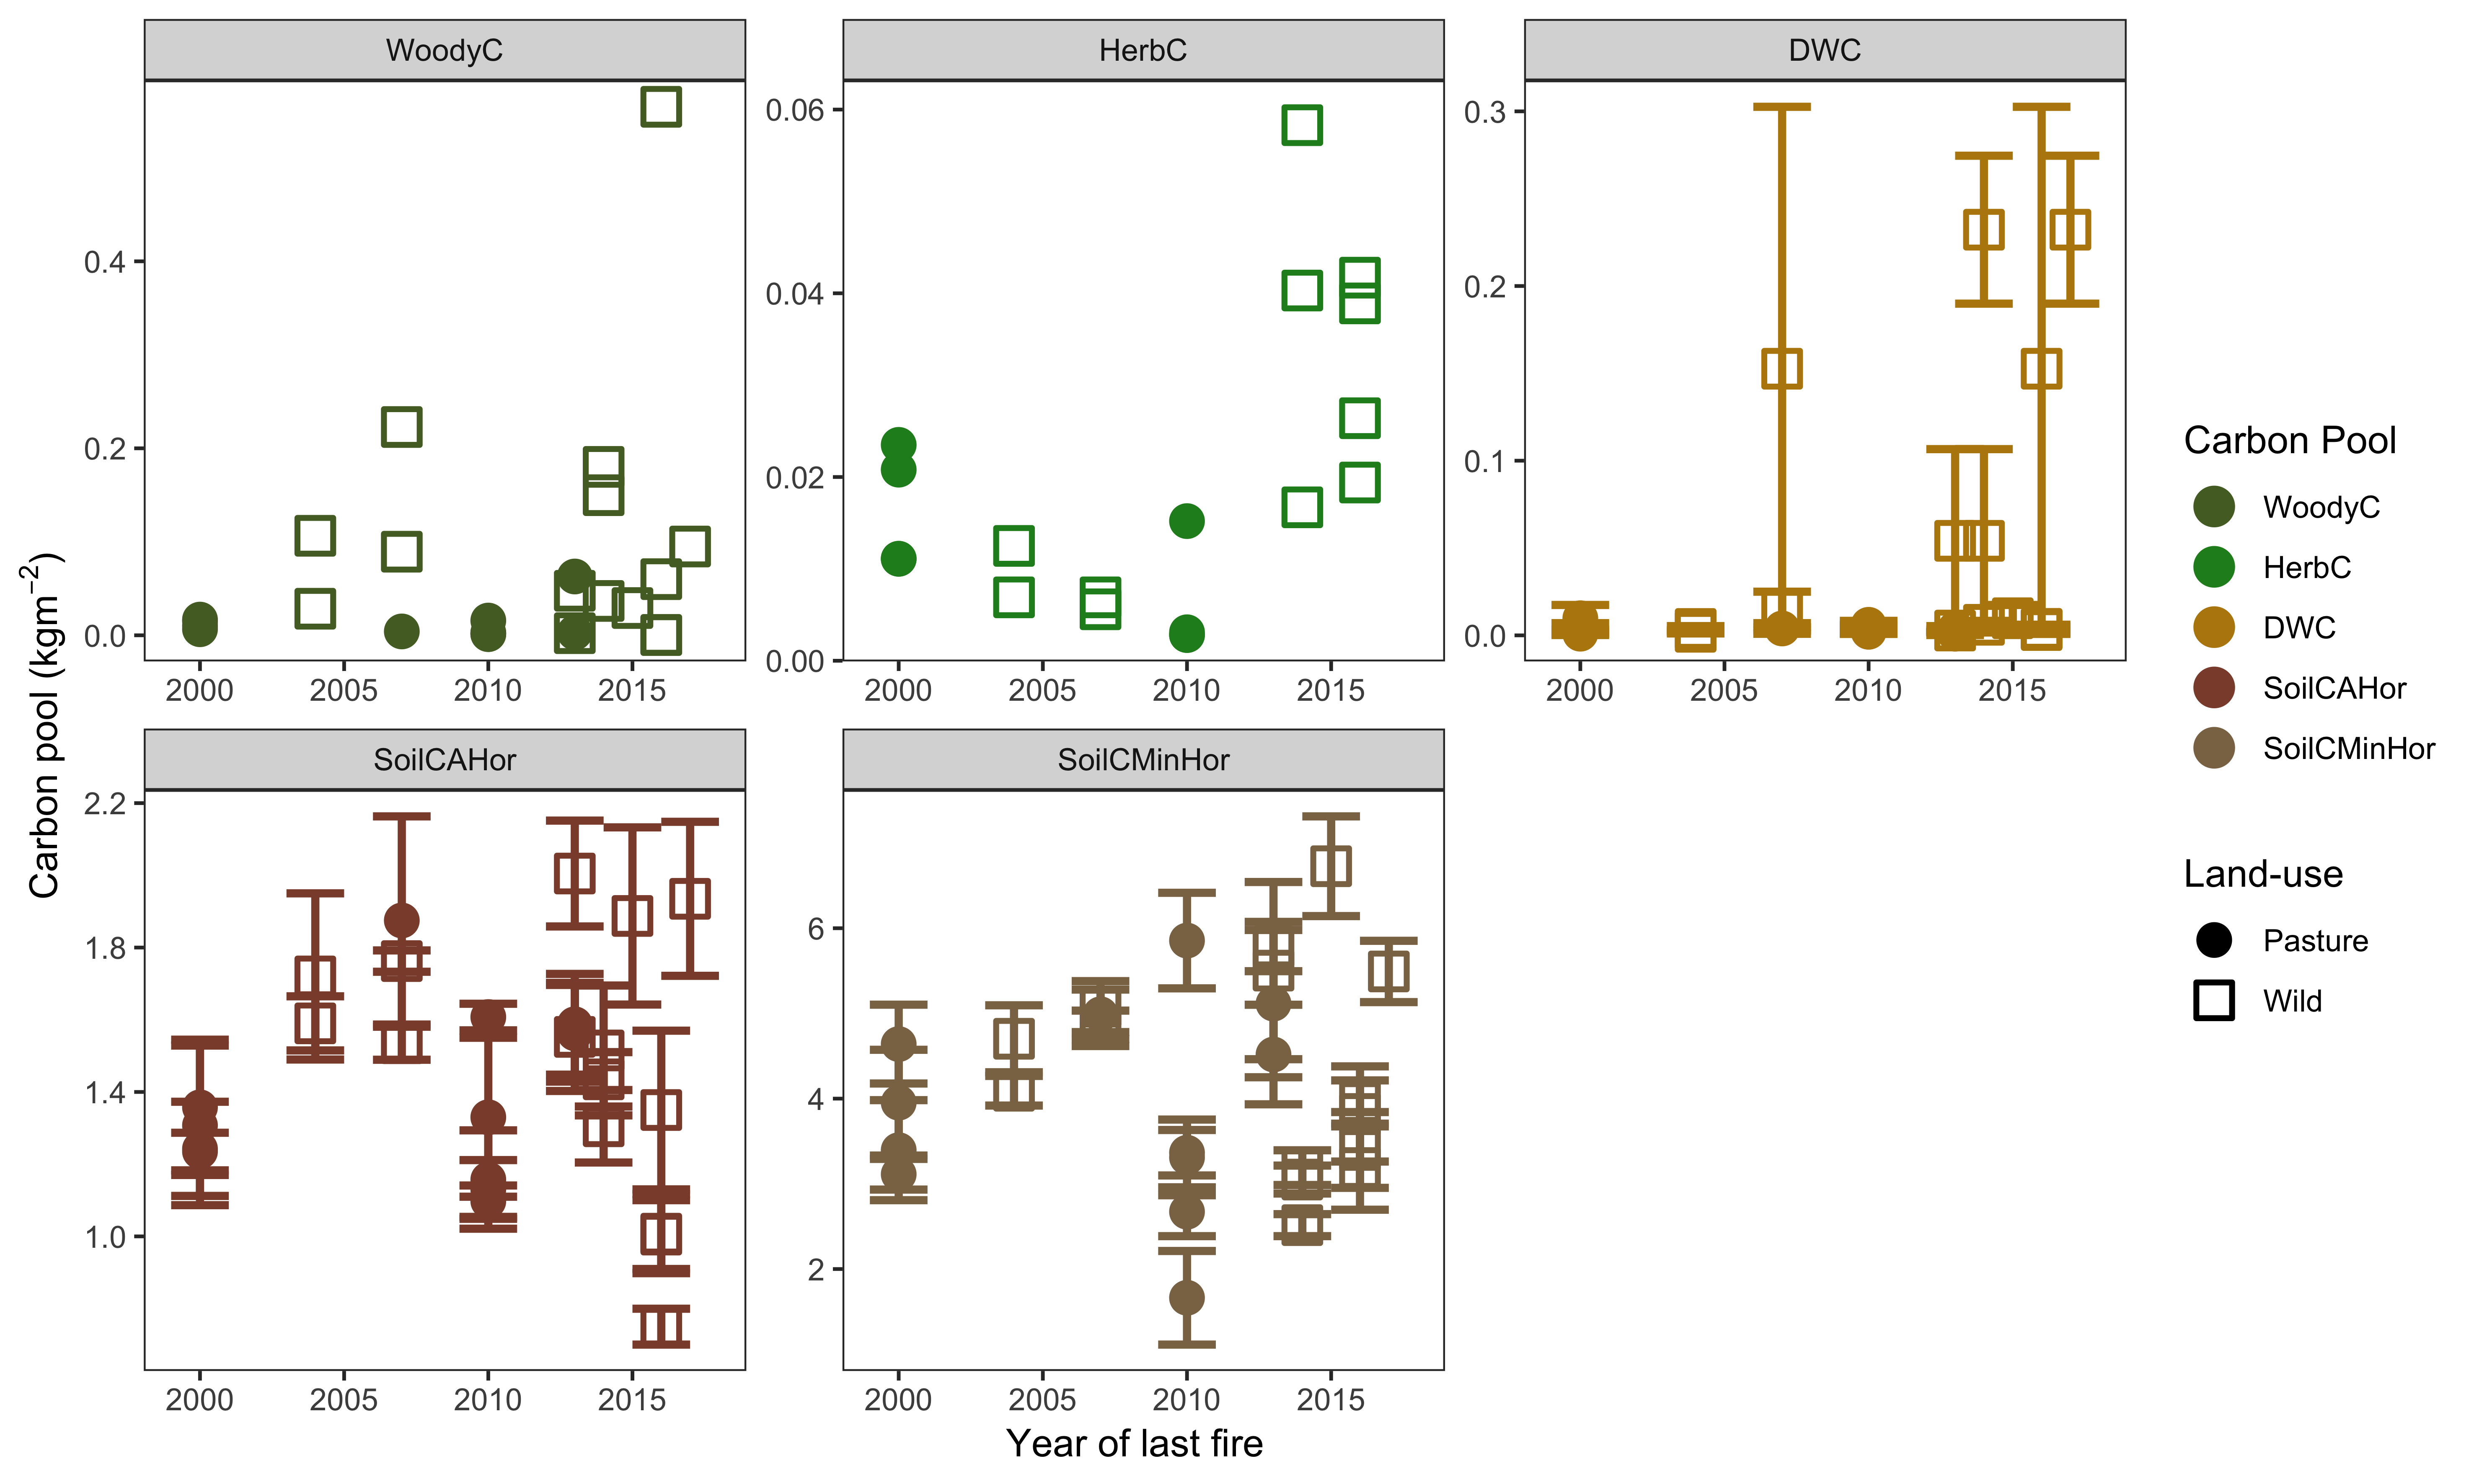 WoodyC
HerbC
DWC
0.4
0.2
0.0
0.06
0.04
0.02
0.00
0.3
0.2
0.1
0.0
2000 2005 2010 2015
2000 2005 2010 2015
2000 2005 2010 2015
Carbon pool (kgm⁻²)
SoilCAHor
SoilCMinHor
2.2
1.8
1.4
1.0
6
4
2
2000 2005 2010 2015
2000 2005 2010 2015
Year of last fire
Carbon Pool
WoodyC
HerbC
DWC
SoilCAHor
SoilCMinHor
Land-use
Pasture
Wild